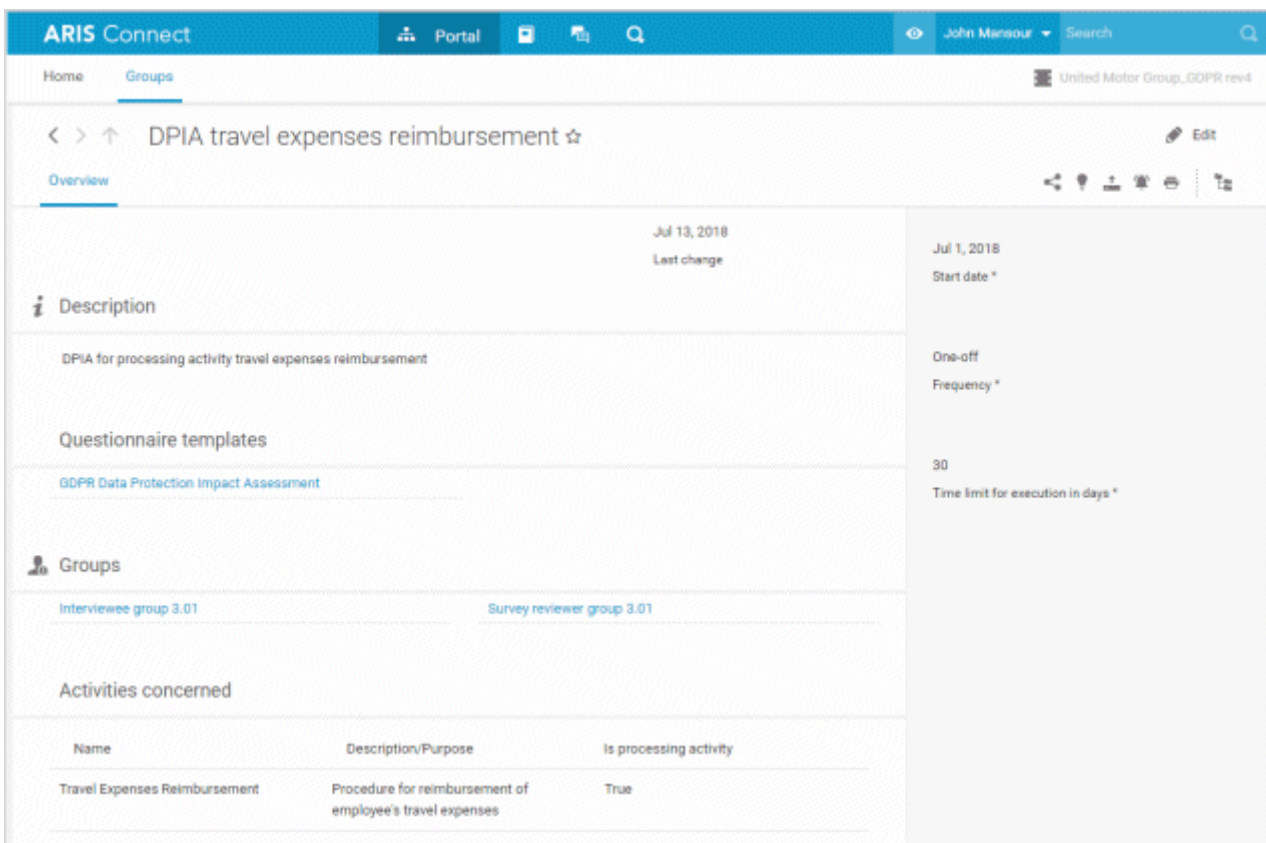 ARIS Connect
Portal
John Mansour
Search
Home
Groups
United Motor Group_GDPR rev4
DPIA travel expenses reimbursement
Edit
Overview
Jul 13, 2018
Last change
Jul 1, 2018
Start date *
Description
DPIA for processing activity travel expenses reimbursement
One-off
Frequency *
Questionnaire templates
GDPR Data Protection Impact Assessment
30
Time limit for execution in days *
Groups
Interviewee group 3.01
Survey reviewer group 3.01
Activities concerned
Name
Description/Purpose
Is processing activity
Travel Expenses Reimbursement
Procedure for reimbursement of
employee's travel expenses
True